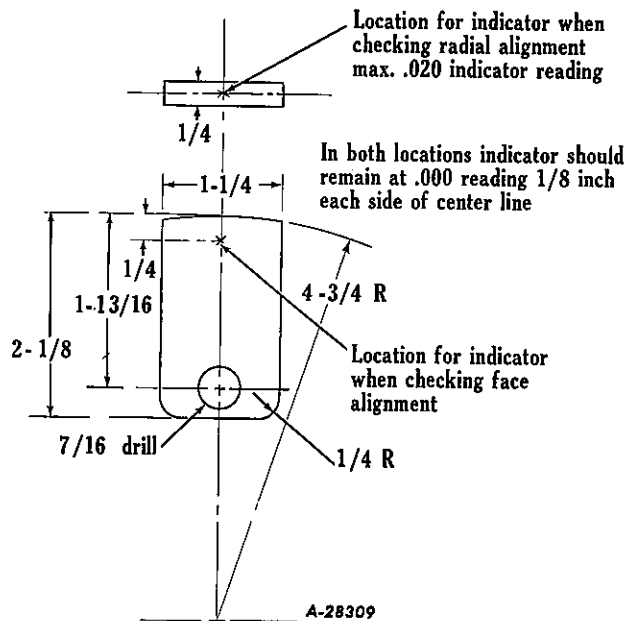 Location for indicator when
checking radial alignment
max. .020 indicator reading
1/4
In both locations indicator should
remain at .000 reading 1/8 inch
each side of center line
1-1/4
1/4
1-13/16
4-3/4 R
2-1/8
Location for indicator
when checking face
alignment
7/16 drill
1/4 R
A-28309